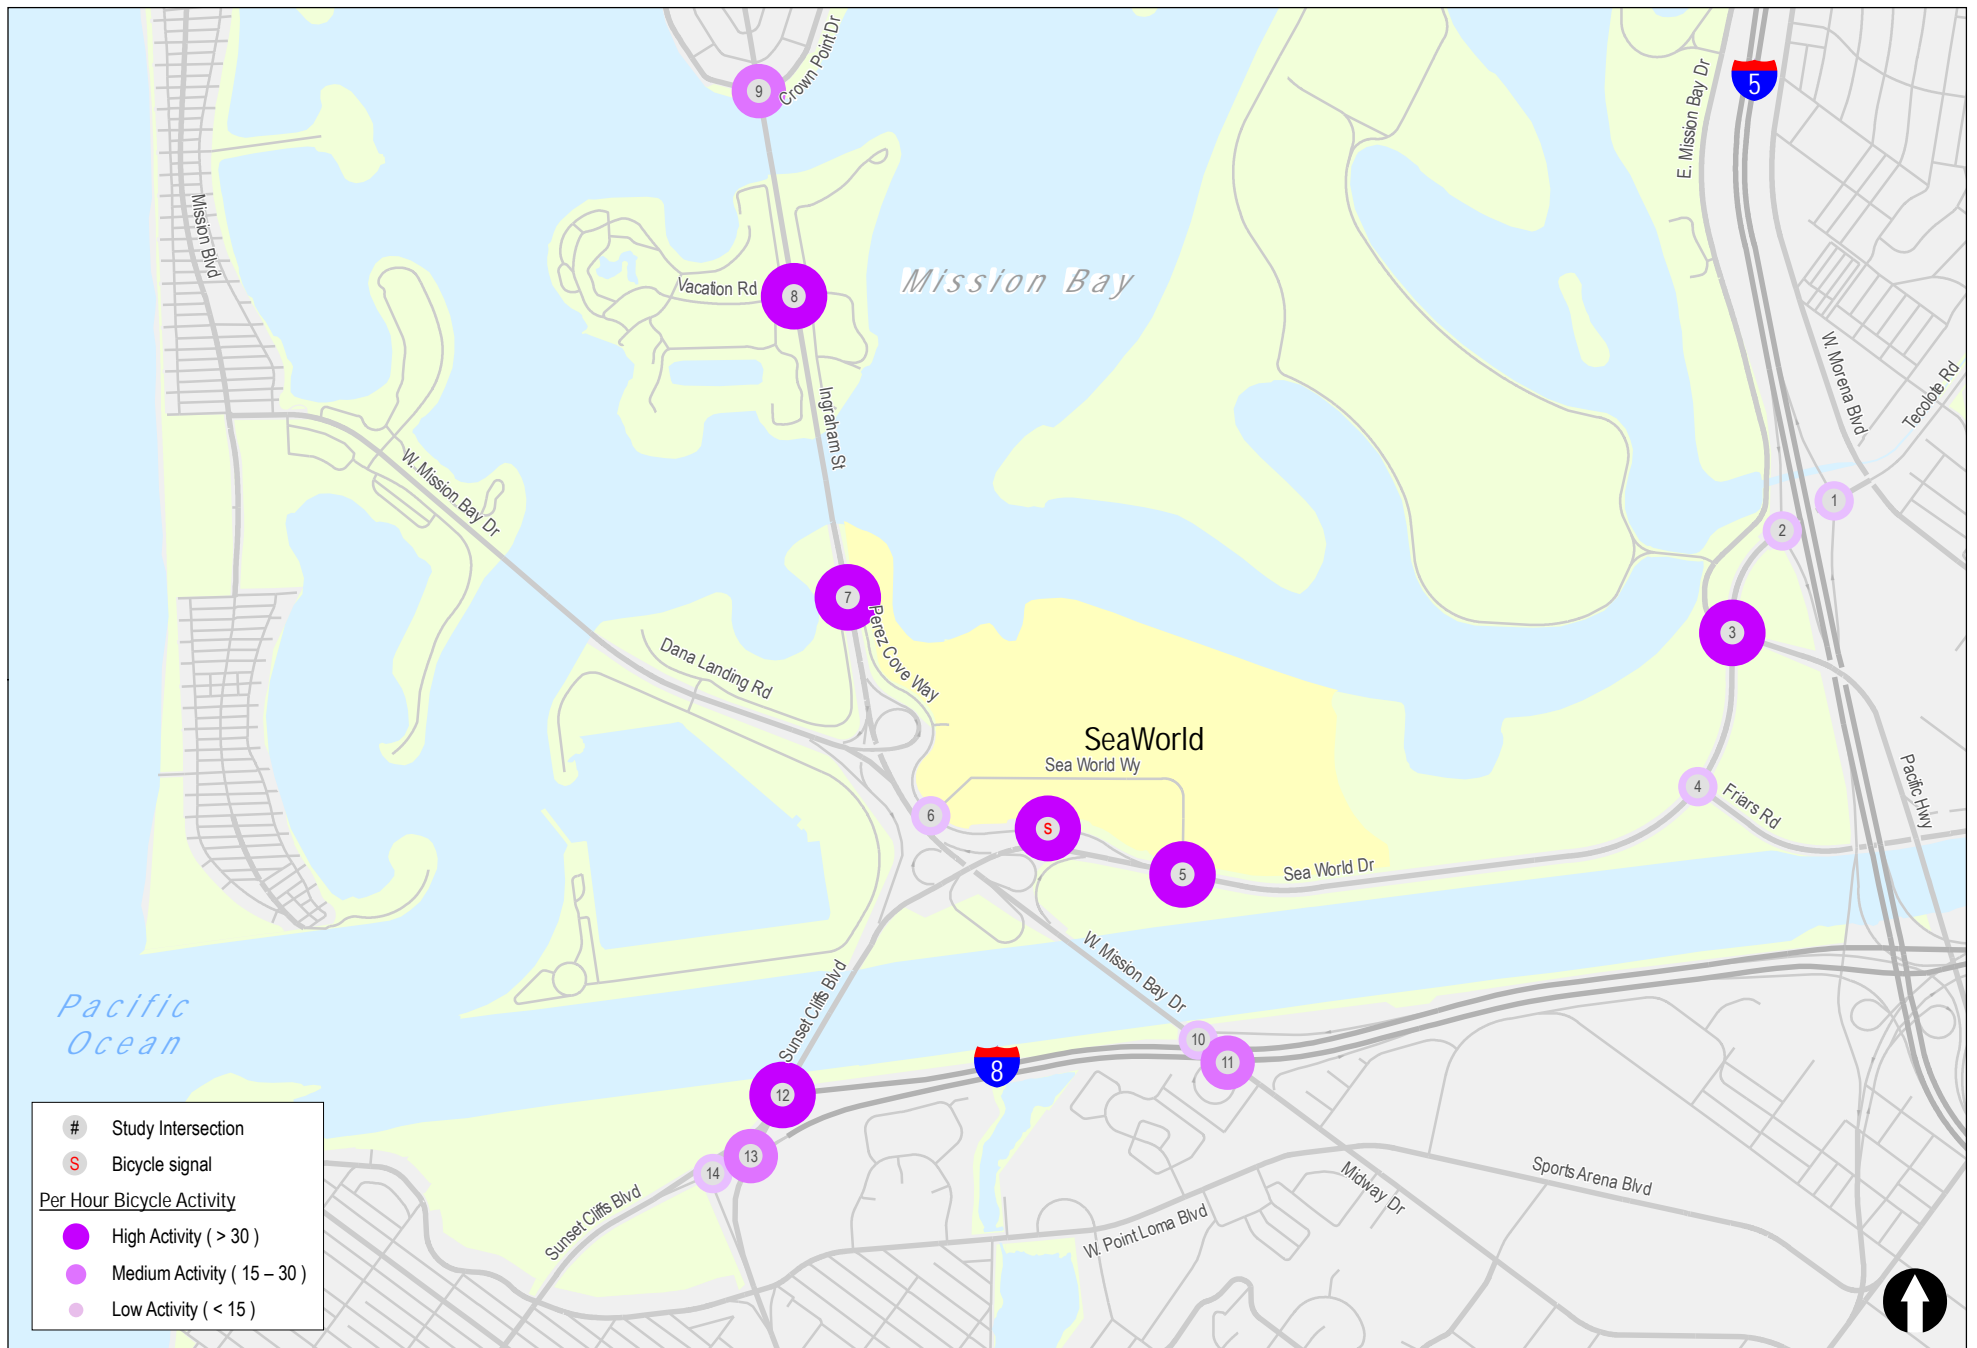 Crown Point Dr
9
5
E. Mission Bay Dr
Mission Blvd
Mission Bay
Vacation Rd
8
W. Morena Blvd
Tecolote Rd
Ingraham St
W. Mission Bay Dr
1
2
7
3
Perez Cove Way
Dana Landing Rd
SeaWorld
Sea World Wy
4
Friars Rd
Pacific Hwy
6
S
5
Sea World Dr
W. Mission Bay Dr
Sunset Cliffs Blvd
Pacific
Ocean
10
11
8
12
13
14
Sunset Cliffs Blvd
Midway Dr
Sports Arena Blvd
W. Point Loma Blvd
# Study Intersection
S Bicycle signal
Per Hour Bicycle Activity
High Activity ( > 30 )
Medium Activity ( 15 – 30 )
Low Activity ( < 15 )